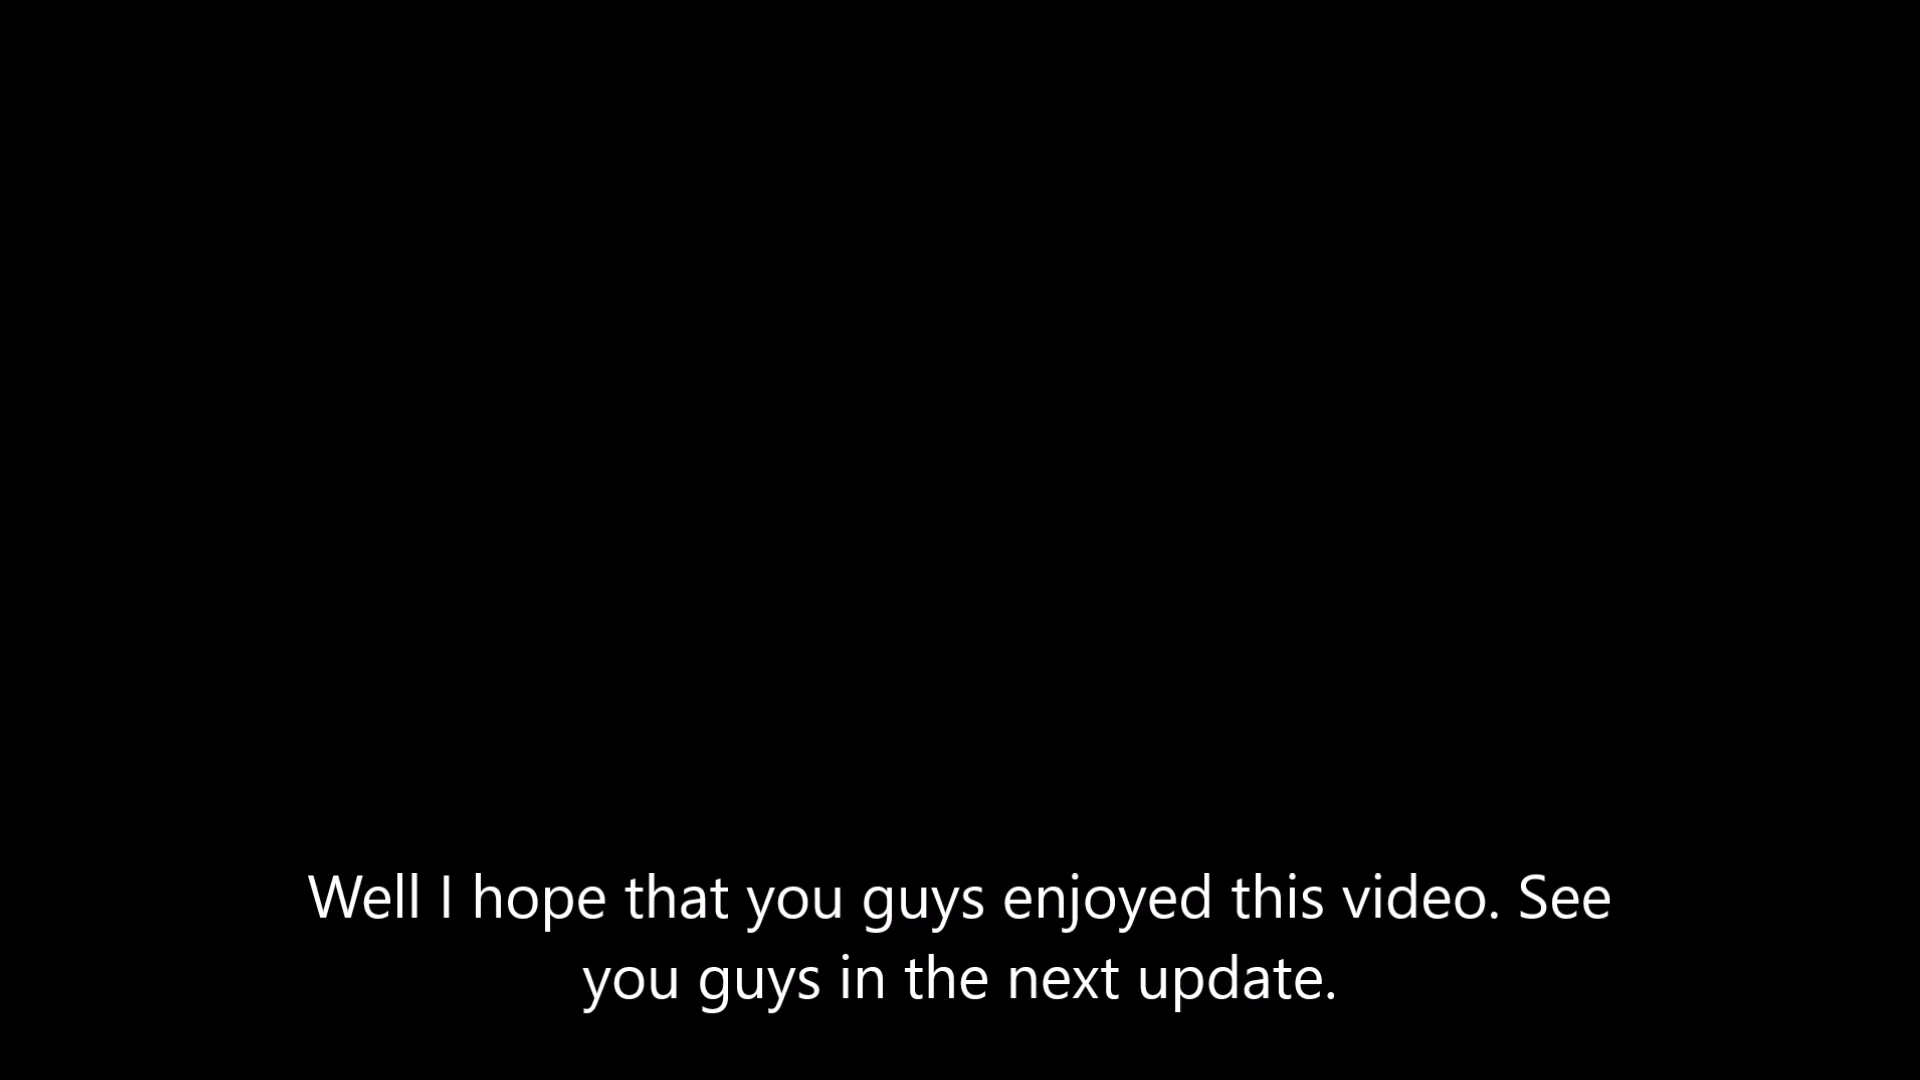 Well I hope that you guys enjoyed this video. See
you guys in the next update.